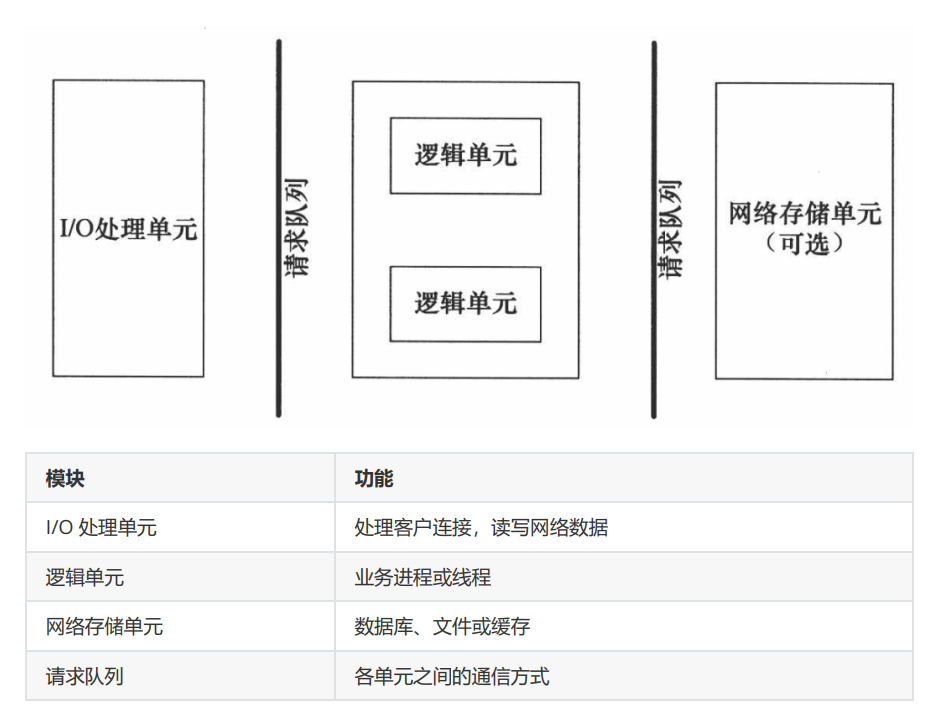 I/O处理单元
请求队列
逻辑单元
逻辑单元
请求队列
网络存储单元
（可选）
模块 功能
I/O 处理单元 处理客户连接，读写网络数据
逻辑单元 业务进程或线程
网络存储单元 数据库、文件或缓存
请求队列 各单元之间的通信方式